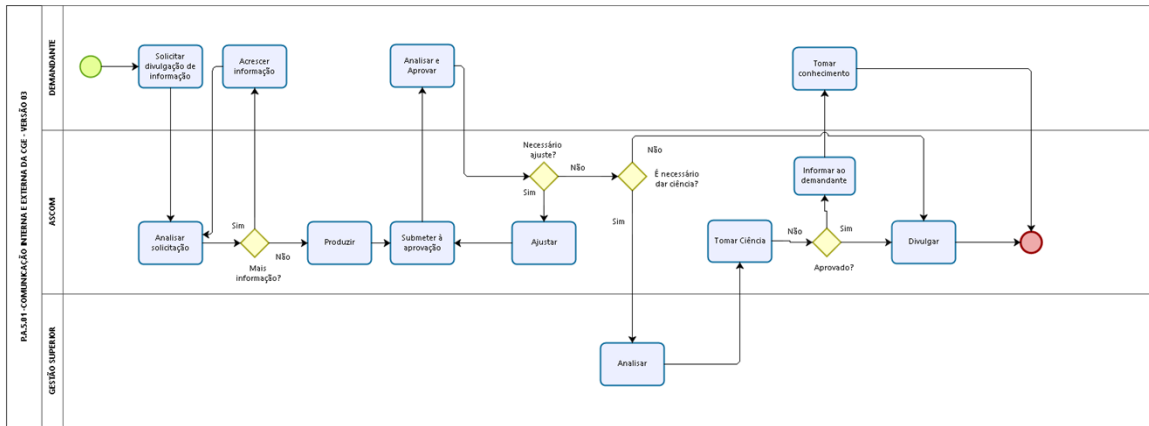 P.A.5.01 -COMUNICAÇÃO INTERNA E EXTERNA DA CGE - VERSÃO 03
DEMANDANTE
Solicitar
divulgação de
informação
Acrescer
informação
Analisar e
Aprovar
Tomar
conhecimento
ASCOM
Analisar
solicitação
Sim
Não
Mais
informação?
Produzir
Submeter à
aprovação
Necessário
ajuste?
Não
Sim
Ajustar
Não
É necessário
dar ciência?
Sim
Tomar Ciência
Não
Informar ao
demandante
Sim
Aprovado?
Divulgar
GESTÃO SUPERIOR
Analisar